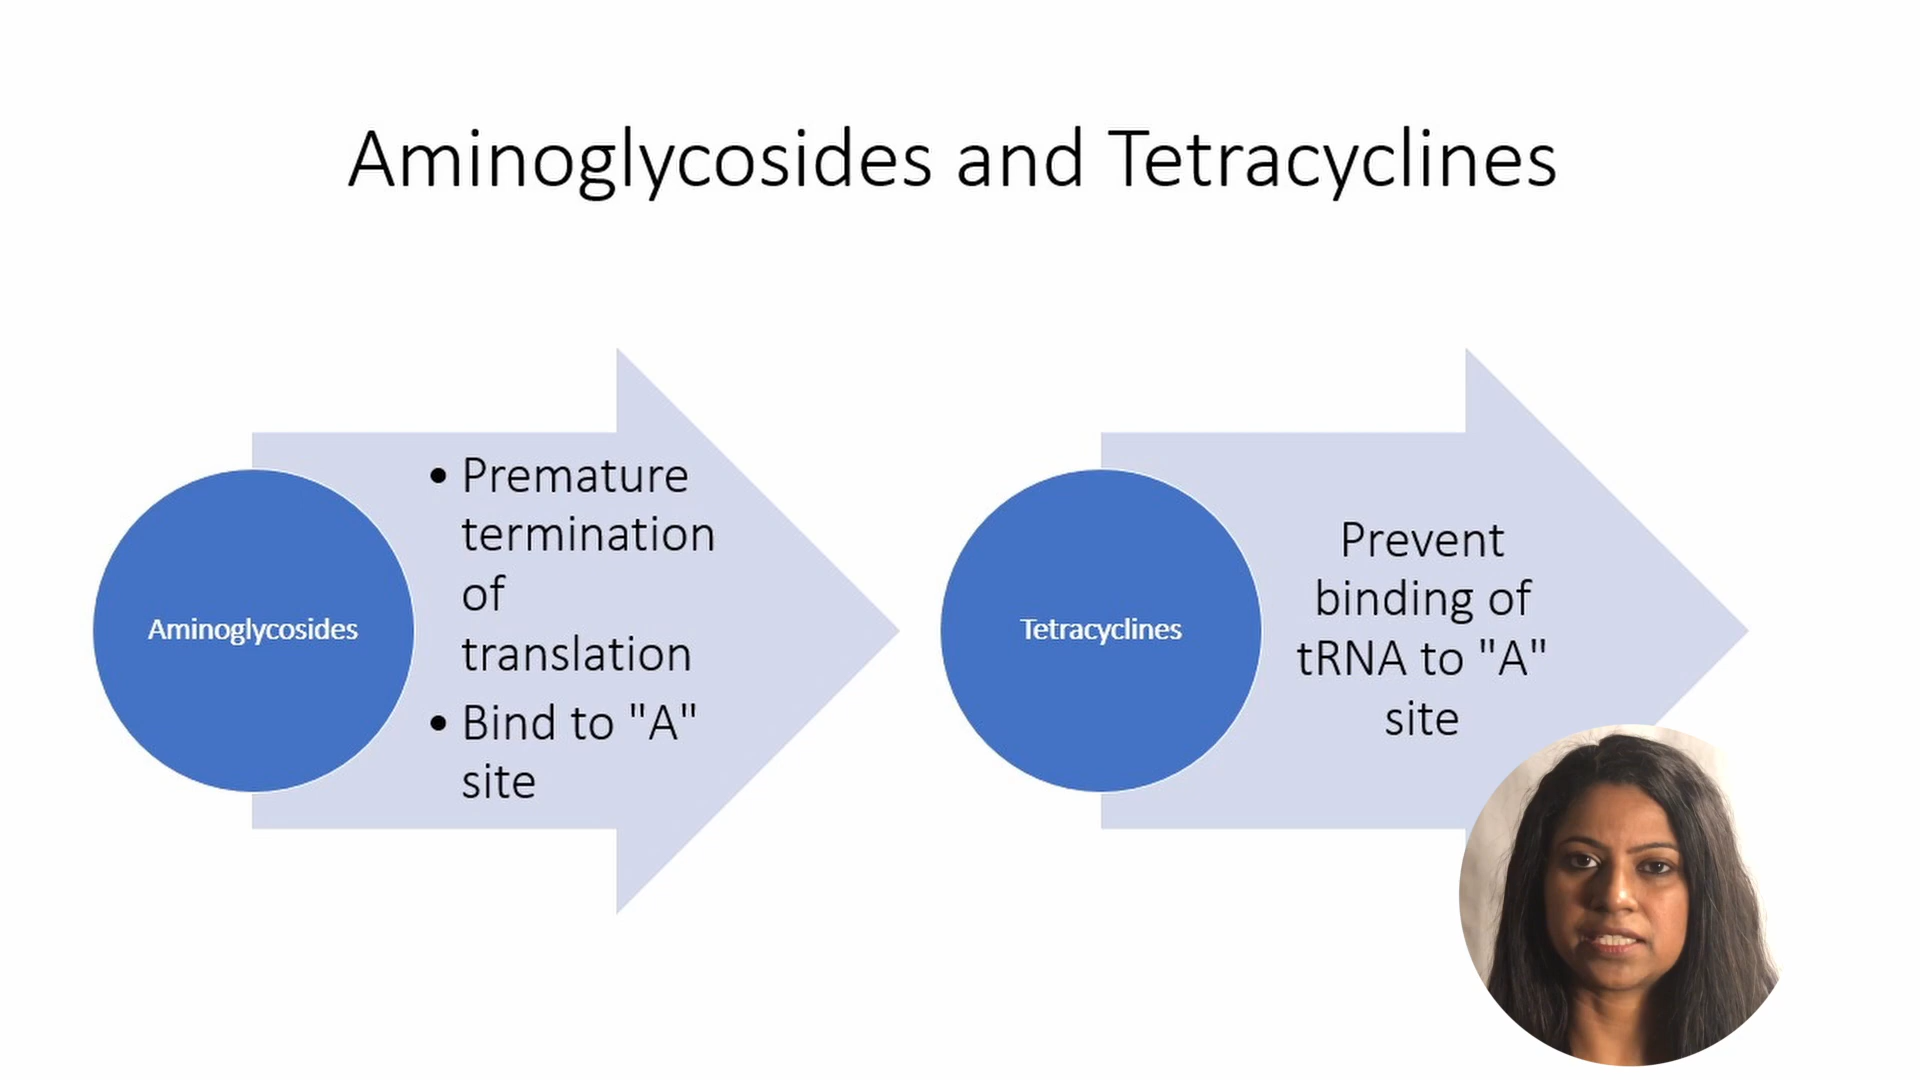 Aminoglycosides and Tetracyclines
Aminoglycosides
• Premature
termination
of
translation
• Bind to "A"
site
Tetracyclines
Prevent
binding of
tRNA to "A"
site